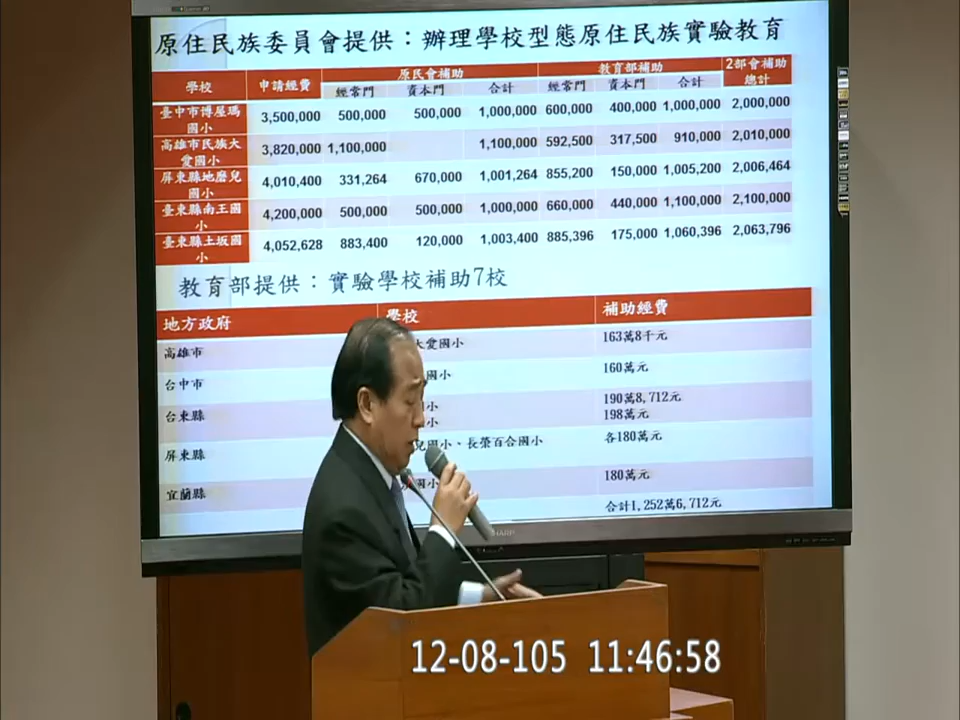 原住民族委員會提供：辦理學校型態原住民族實驗教育
學校 申請經費 原民會補助 教育部補助 2部會補助總計
經常門 資本門 合計 經常門 資本門 合計
臺中市博屋瑪國小 3,500,000 500,000 500,000 1,000,000 600,000 400,000 1,000,000 2,000,000
高雄市民族大愛國小 3,820,000 1,100,000 1,100,000 592,500 317,500 910,000 2,010,000
屏東縣地磨兒國小 4,010,400 331,264 670,000 1,001,264 855,200 150,000 1,005,200 2,006,464
臺東縣南王國小 4,200,000 500,000 500,000 1,000,000 660,000 440,000 1,100,000 2,100,000
臺東縣土坂國小 4,052,628 883,400 120,000 1,003,400 885,396 175,000 1,060,396 2,063,796
教育部提供：實驗學校補助7校
地方政府 學校 補助經費
高雄市 大愛國小 163萬8千元
台中市 國小 160萬元
台東縣 國小 190萬8,712元
小 198萬元
屏東縣 兒國小、長榮百合國小 各180萬元
宜蘭縣 國小 180萬元
合計1,252萬6,712元
SHARP
12-08-105 11:46:58